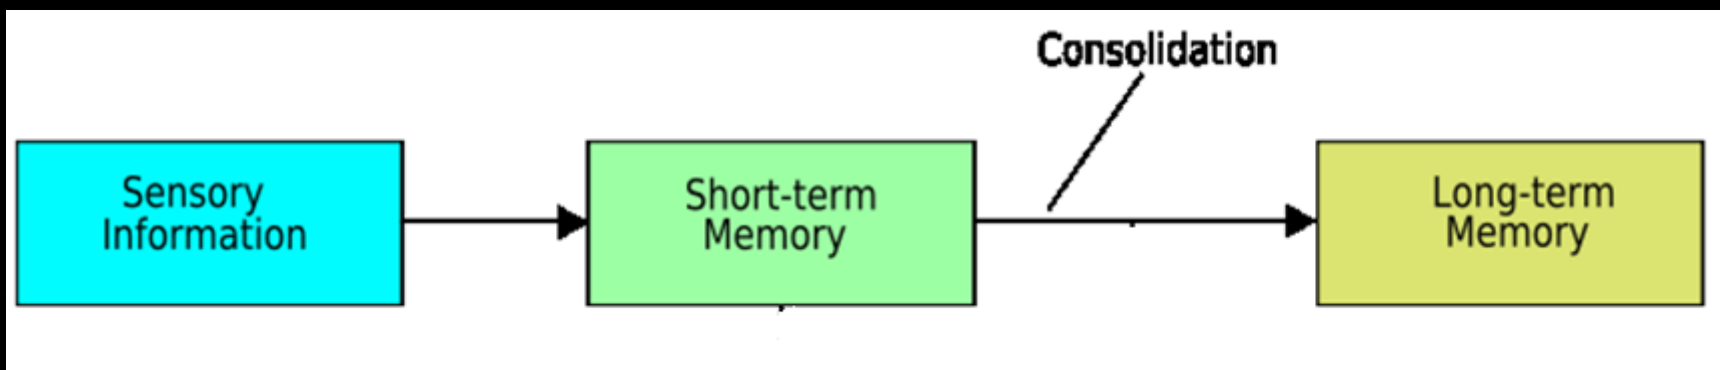 Consolidation
Sensory
Information
Short-term
Memory
Long-term
Memory